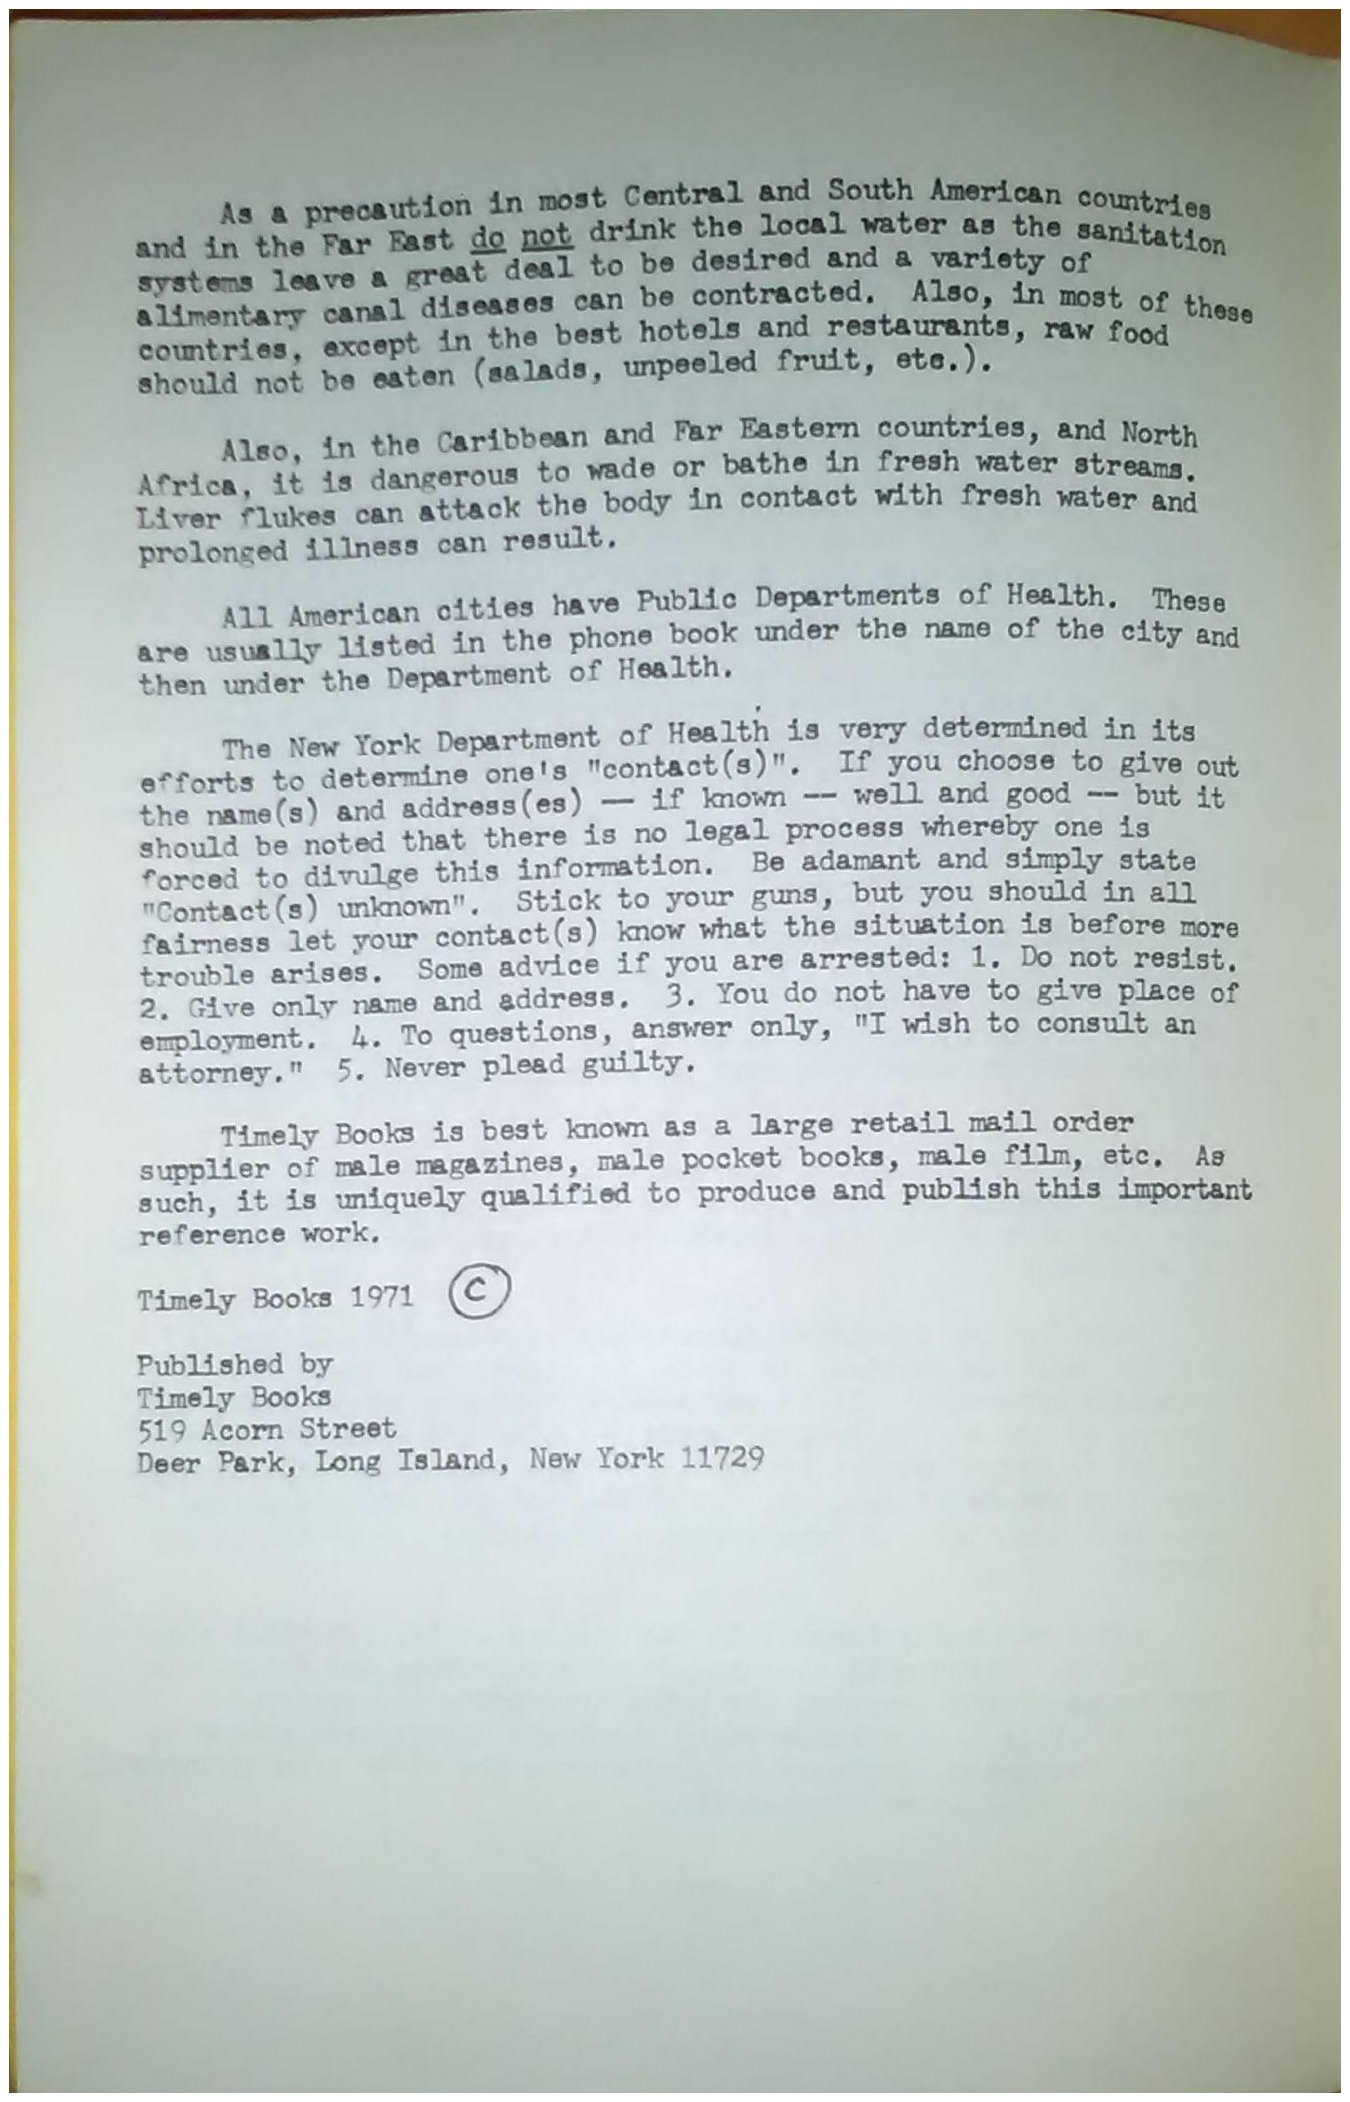 As a precaution in most Central and South American countries
and in the Far East do not drink the local water as the sanitation
systems leave a great deal to be desired and a variety of
alimentary canal diseases can be contracted. Also, in most of these
countries, except in the best hotels and restaurants, raw food
should not be eaten (salads, unpeeled fruit, etc.).
Also, in the Caribbean and Far Eastern countries, and North
Africa, it is dangerous to wade or bathe in fresh water streams.
Liver flukes can attack the body in contact with fresh water and
prolonged illness can result.
All American cities have Public Departments of Health. These
are usually listed in the phone book under the name of the city and
then under the Department of Health.
The New York Department of Health is very determined in its
efforts to determine one's "contact(s)". If you choose to give out
the name(s) and address(es) — if known -- well and good -- but it
should be noted that there is no legal process whereby one is
forced to divulge this information. Be adamant and simply state
"Contact(s) unknown". Stick to your guns, but you should in all
fairness let your contact(s) know what the situation is before more
trouble arises. Some advice if you are arrested: 1. Do not resist.
2. Give only name and address. 3. You do not have to give place of
employment. 4. To questions, answer only, "I wish to consult an
attorney." 5. Never plead guilty.
Timely Books is best known as a large retail mail order
supplier of male magazines, male pocket books, male film, etc. As
such, it is uniquely qualified to produce and publish this important
reference work.
Timely Books 1971 ©
Published by
Timely Books
519 Acorn Street
Deer Park, Long Island, New York 11729